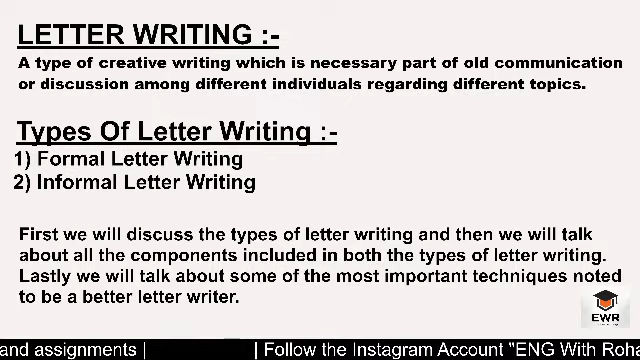 LETTER WRITING :-
A type of creative writing which is necessary part of old communication
or discussion among different individuals regarding different topics.
Types Of Letter Writing :-
1) Formal Letter Writing
2) Informal Letter Writing
First we will discuss the types of letter writing and then we will talk
about all the components included in both the types of letter writing.
Lastly we will talk about some of the most important techniques noted
to be a better letter writer.
EWR
and assignments | | Follow the Instagram Account "ENG With Roha